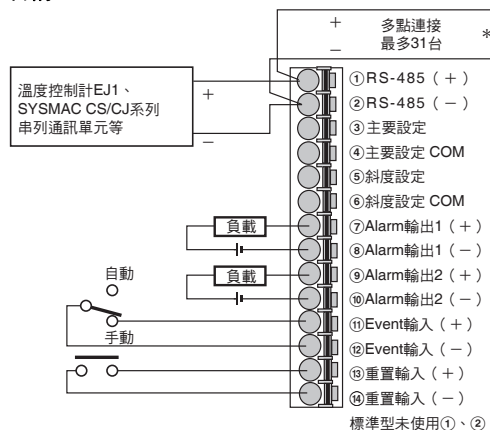 +
多點連接
最多31台
－
*
溫度控制計EJ1、
SYSMAC CS/CJ系列
串列通訊單元等
+
－
①RS-485（+）
②RS-485（－）
③主要設定
④主要設定 COM
⑤斜度設定
⑥斜度設定 COM
負載
⑦Alarm輸出1（+）
⑧Alarm輸出1（－）
負載
⑨Alarm輸出2（+）
⑩Alarm輸出2（－）
自動
手動
⑪Event輸入（+）
⑫Event輸入（－）
⑬重置輸入（+）
⑭重置輸入（－）
標準型未使用①、②